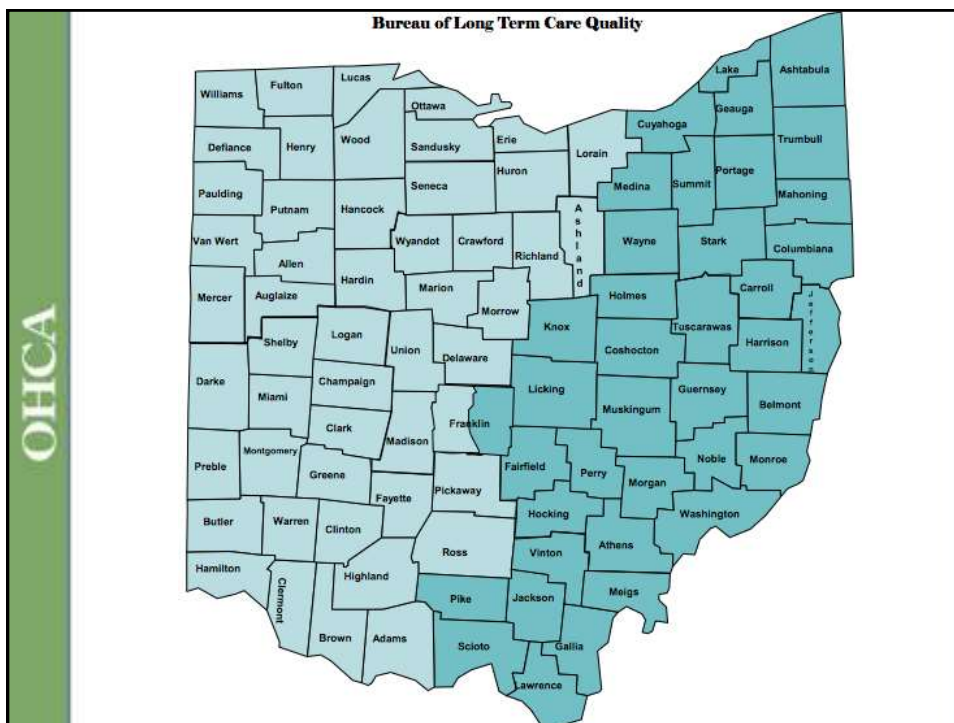 Bureau of Long Term Care Quality
OHCA
Williams
Fulton
Lucas
Ottawa
Lake
Ashtabula
Geauga
Cuyahoga
Defiance
Henry
Wood
Sandusky
Erie
Lorain
Trumbull
Huron
Medina
Summit
Portage
Paulding
Seneca
Mahoning
Putnam
Hancock
Ashland
Van Wert
Wyandot
Crawford
Richland
Wayne
Stark
Columbiana
Allen
Mercer
Auglaize
Hardin
Marion
Morrow
Holmes
Carroll
Jefferson
Shelby
Logan
Union
Delaware
Knox
Tuscarawas
Harrison
Coshocton
Darke
Miami
Champaign
Licking
Guernsey
Belmont
Clark
Madison
Franklin
Muskingum
Preble
Montgomery
Greene
Fairfield
Perry
Noble
Monroe
Fayette
Pickaway
Morgan
Butler
Warren
Clinton
Hocking
Washington
Ross
Vinton
Athens
Hamilton
Clermont
Highland
Pike
Jackson
Meigs
Brown
Adams
Scioto
Gallia
Lawrence